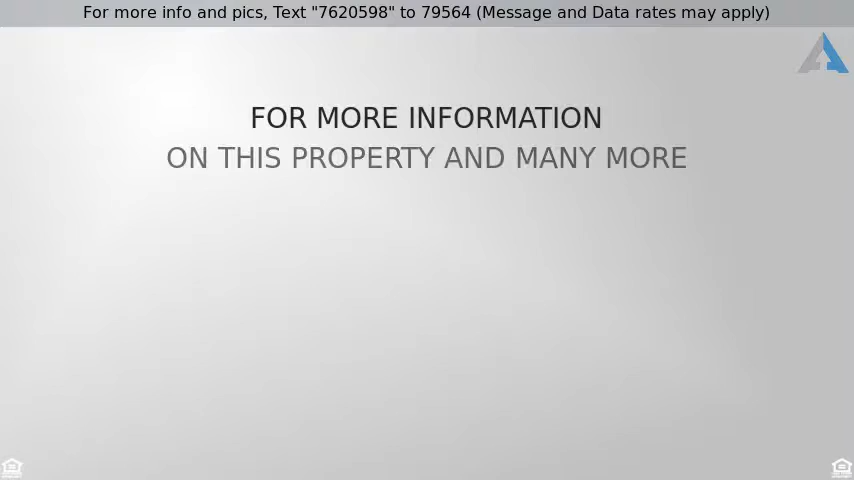 For more info and pics, Text "7620598" to 79564 (Message and Data rates may apply)
FOR MORE INFORMATION
ON THIS PROPERTY AND MANY MORE